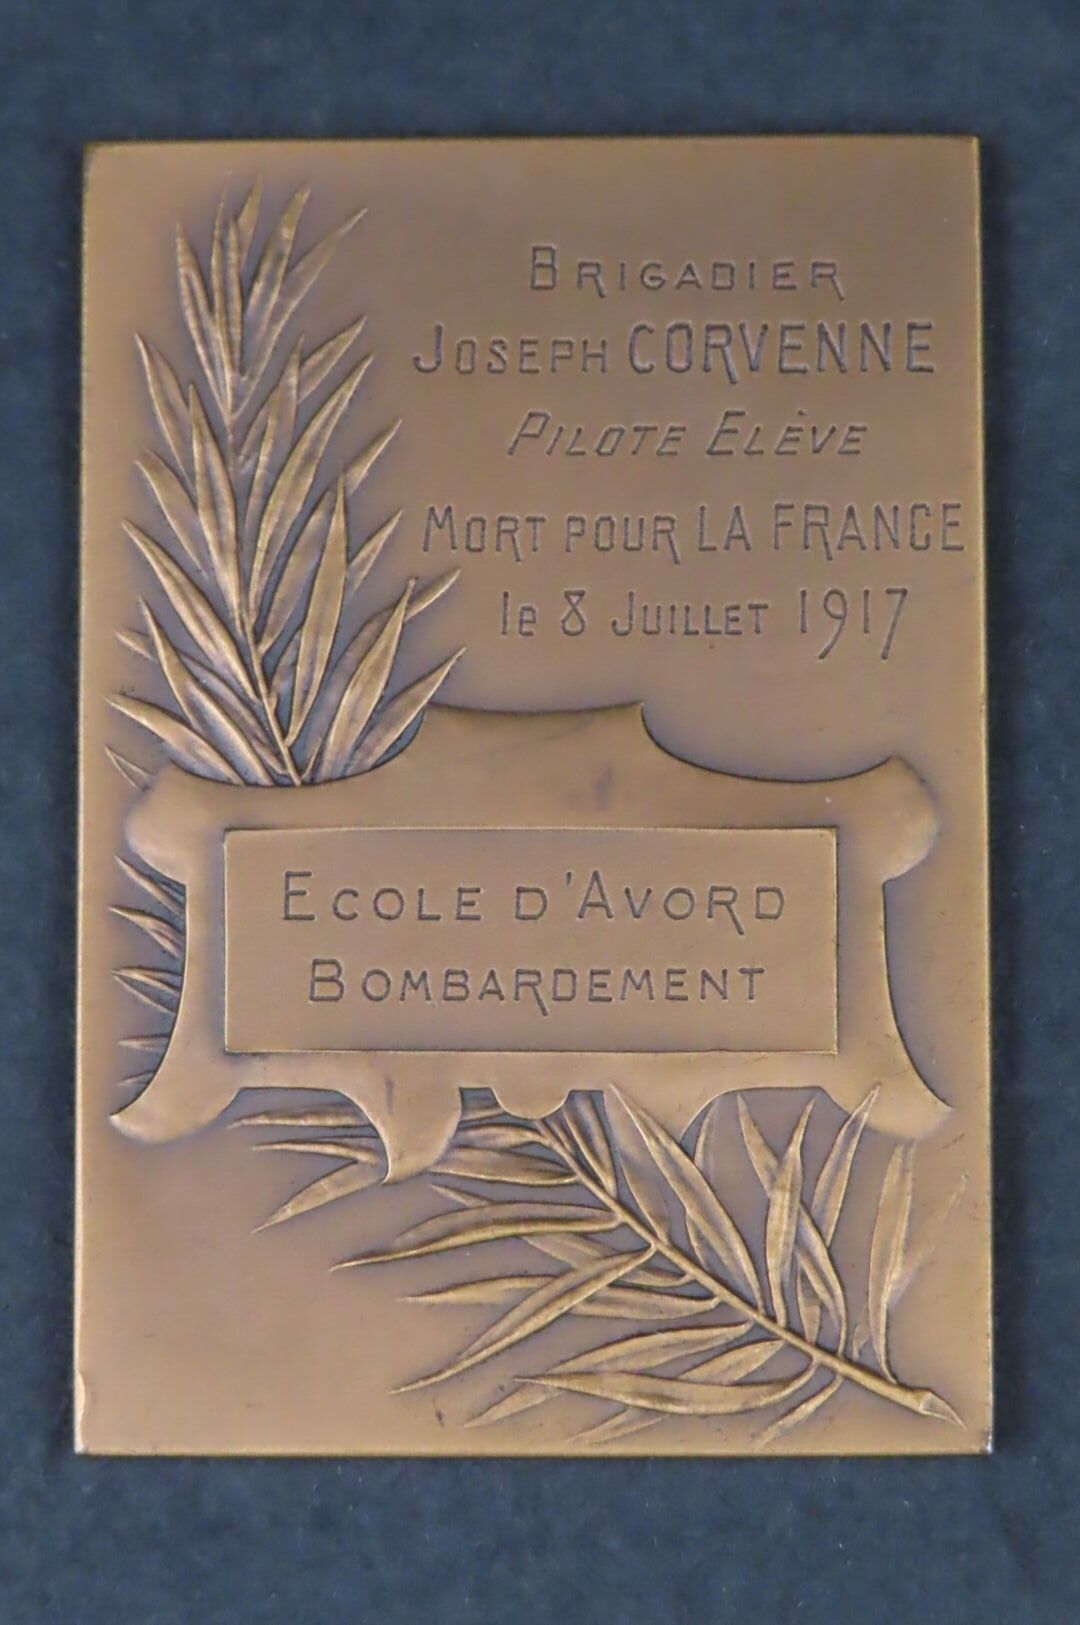 BRIGADIER
JOSEPH CORVENNE
PILOTE ELÈVE
MORT POUR LA FRANCE
le 8 JUILLET 1917
ECOLE D'AVORD
BOMBARDEMENT